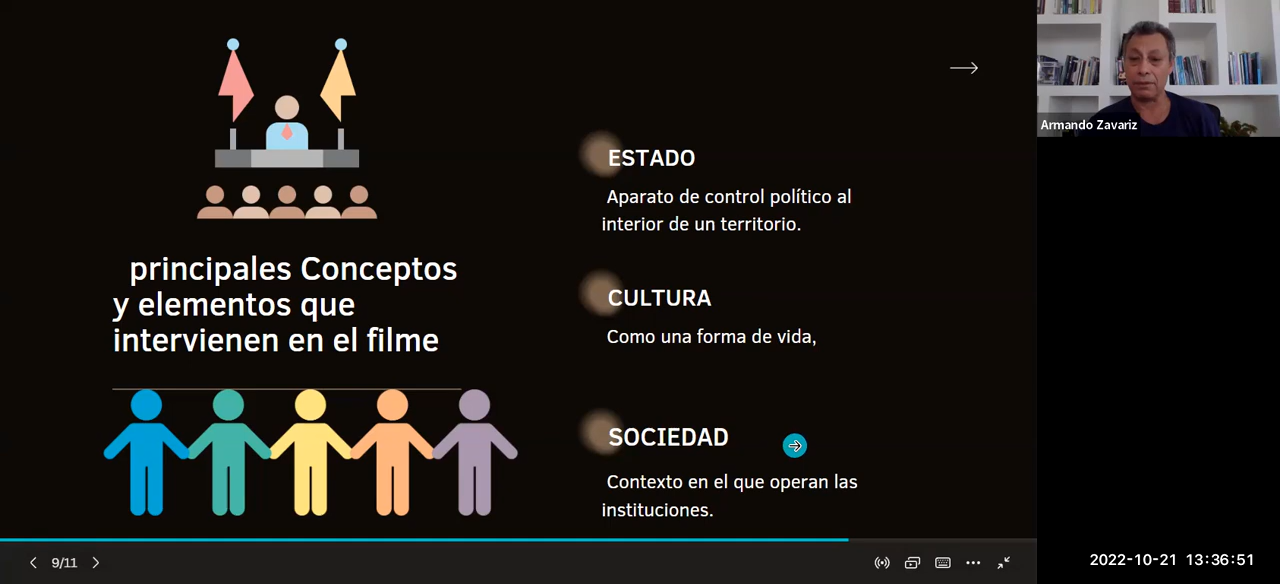 principales Conceptos
y elementos que
intervienen en el filme
ESTADO
Aparato de control político al
interior de un territorio.
CULTURA
Como una forma de vida,
SOCIEDAD
Contexto en el que operan las
instituciones.
9/11
Armando Zavariz
2022-10-21 13:36:51